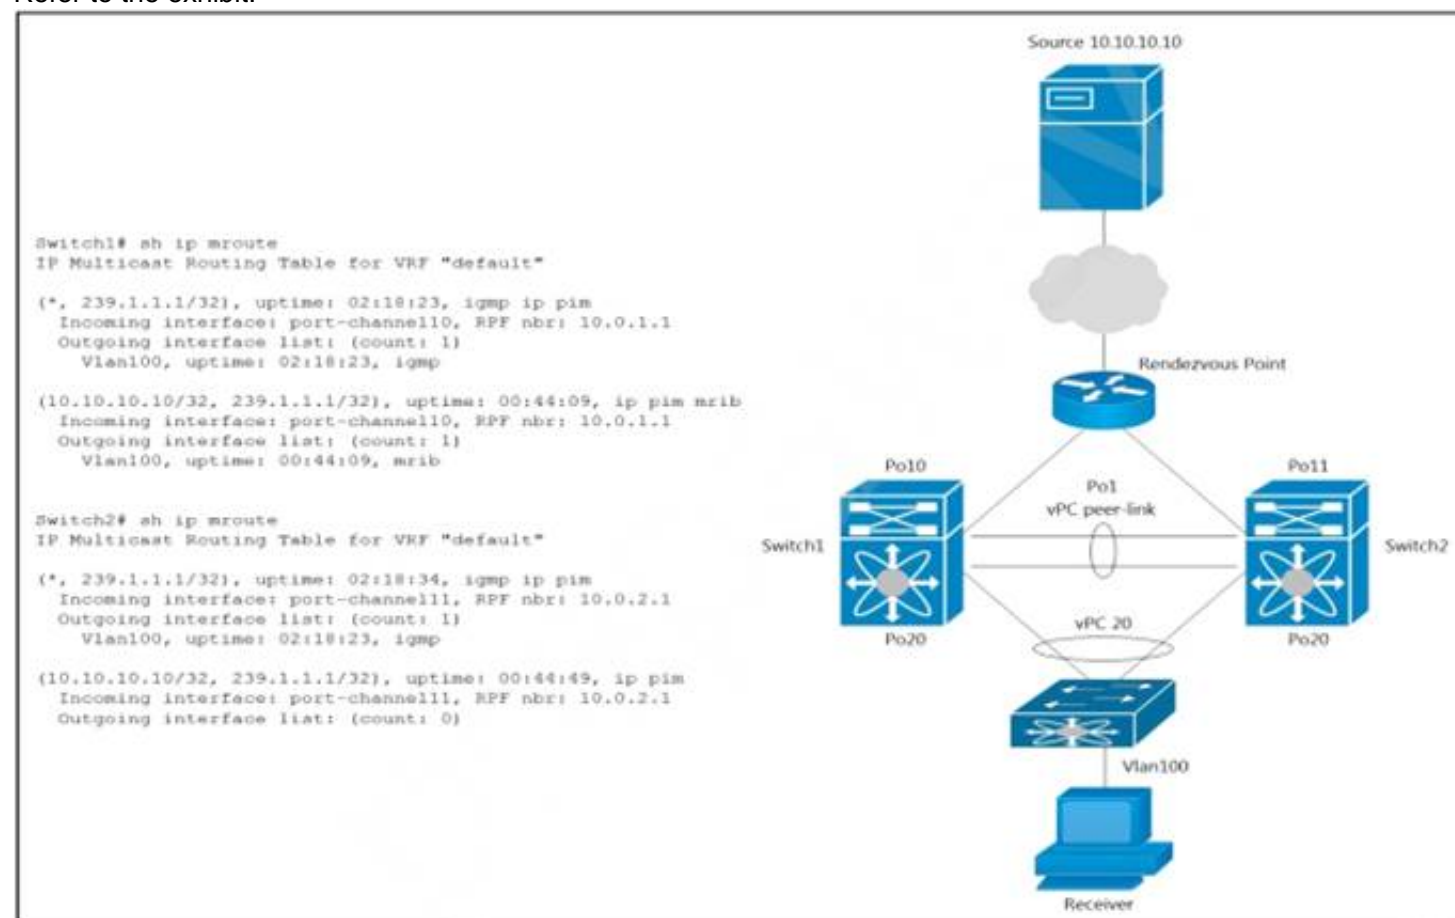 Refer to the exhibit.
Source 10.10.10.10
Switch1# sh ip mroute
IP Multicast Routing Table for VRF "default"
(*, 239.1.1.1/32), uptime: 02:18:23, igmp ip pim
Incoming interface: port-channel10, RPF nbr: 10.0.1.1
Outgoing interface list: (count: 1)
Vlan100, uptime: 02:18:23, igmp
(10.10.10.10/32, 239.1.1.1/32), uptime: 00:44:09, ip pim mrib
Incoming interface: port-channel10, RPF nbr: 10.0.1.1
Outgoing interface list: (count: 1)
Vlan100, uptime: 00:44:09, mrib
Switch2# sh ip mroute
IP Multicast Routing Table for VRF "default"
(*, 239.1.1.1/32), uptime: 02:18:34, igmp ip pim
Incoming interface: port-channel11, RPF nbr: 10.0.2.1
Outgoing interface list: (count: 1)
Vlan100, uptime: 02:18:23, igmp
(10.10.10.10/32, 239.1.1.1/32), uptime: 00:44:49, ip pim
Incoming interface: port-channel11, RPF nbr: 10.0.2.1
Outgoing interface list: (count: 0)
Rendezvous Point
Po10
Po11
Po1
vPC peer-link
Switch1
Switch2
vPC 20
Po20
Po20
Vlan100
Receiver